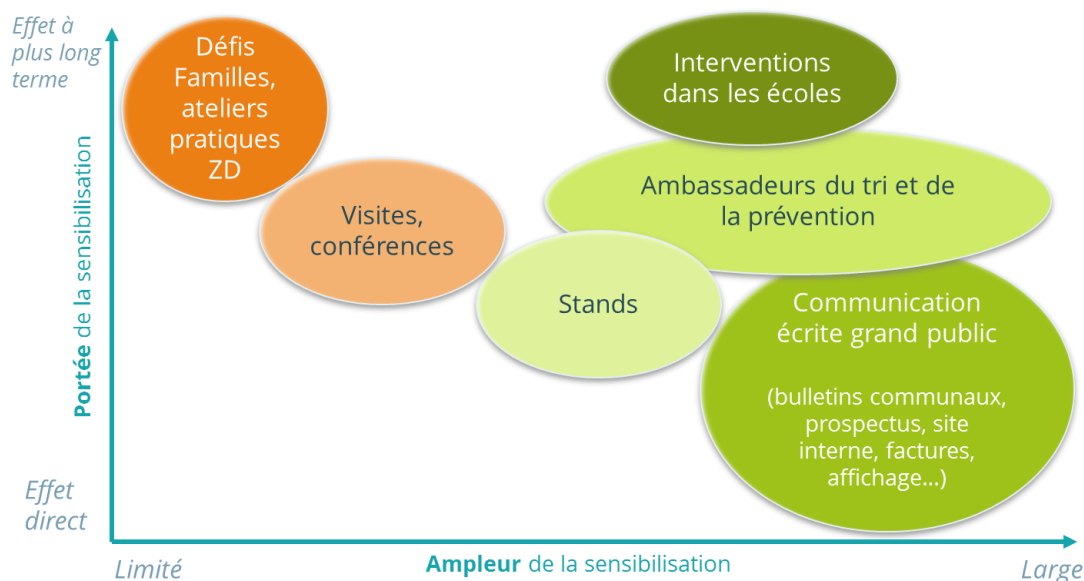 Effet à
plus long
terme
Défis
Familles,
ateliers
pratiques
ZD
Interventions
dans les écoles
Ambassadeurs du tri et de
la prévention
Visites,
conférences
Stands
Communication
écrite grand public
(bulletins communaux,
prospectus, site
interne, factures,
affichage...)
Portée de la sensibilisation
Effet
direct
Limité
Ampleur de la sensibilisation
Large